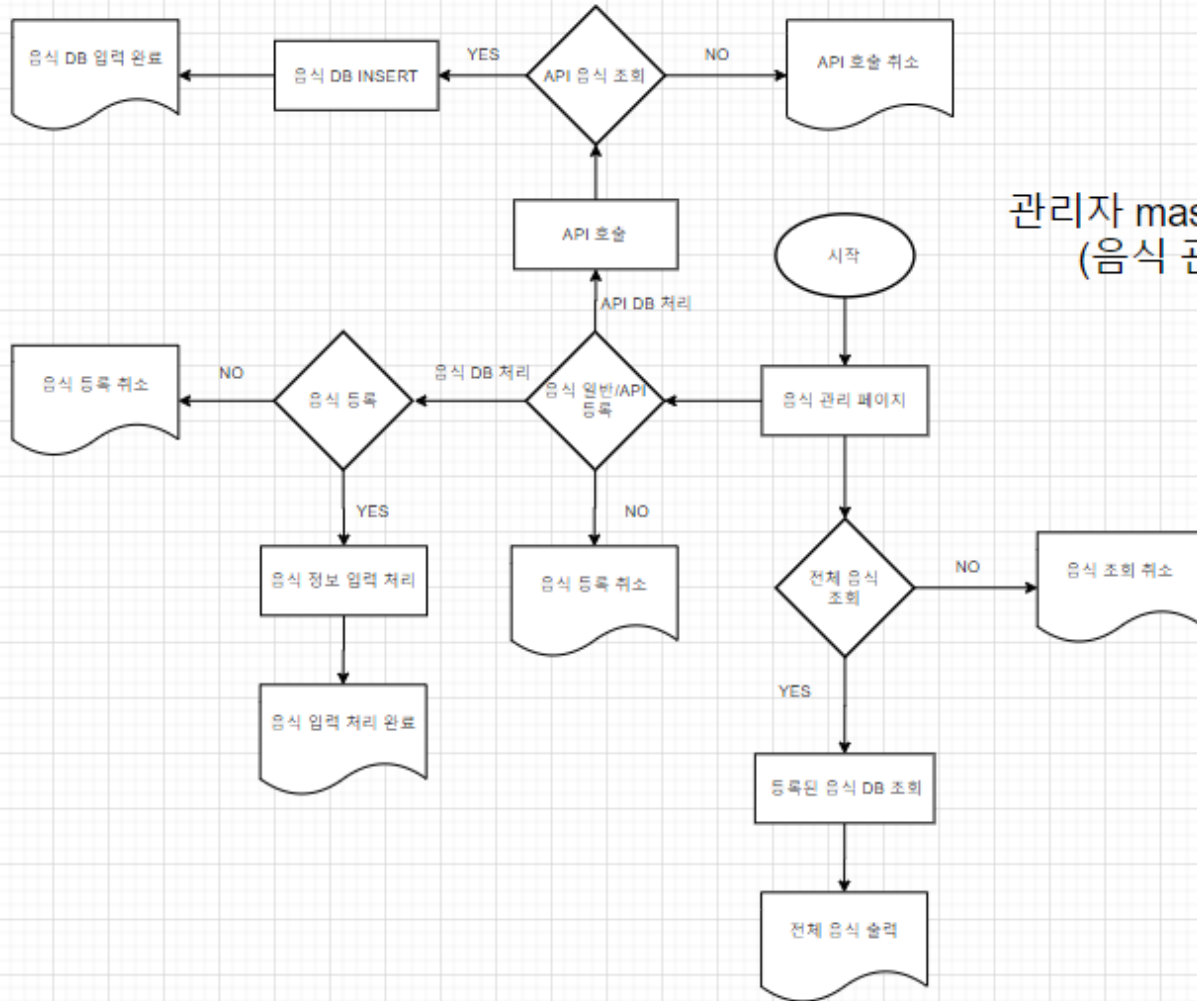 음식 DB 입력 완료
음식 DB INSERT
YES
API 음식 조회
NO
API 호출 취소
API 호출
시작
관리자 mas
(음식 관
API DB 처리
음식 등록 취소
NO
음식 등록
음식 DB 처리
음식 일반/API
등록
음식 관리 페이지
YES
NO
음식 정보 입력 처리
음식 등록 취소
전체 음식
조회
NO
음식 조회 취소
음식 입력 처리 완료
YES
등록된 음식 DB 조회
전체 음식 출력